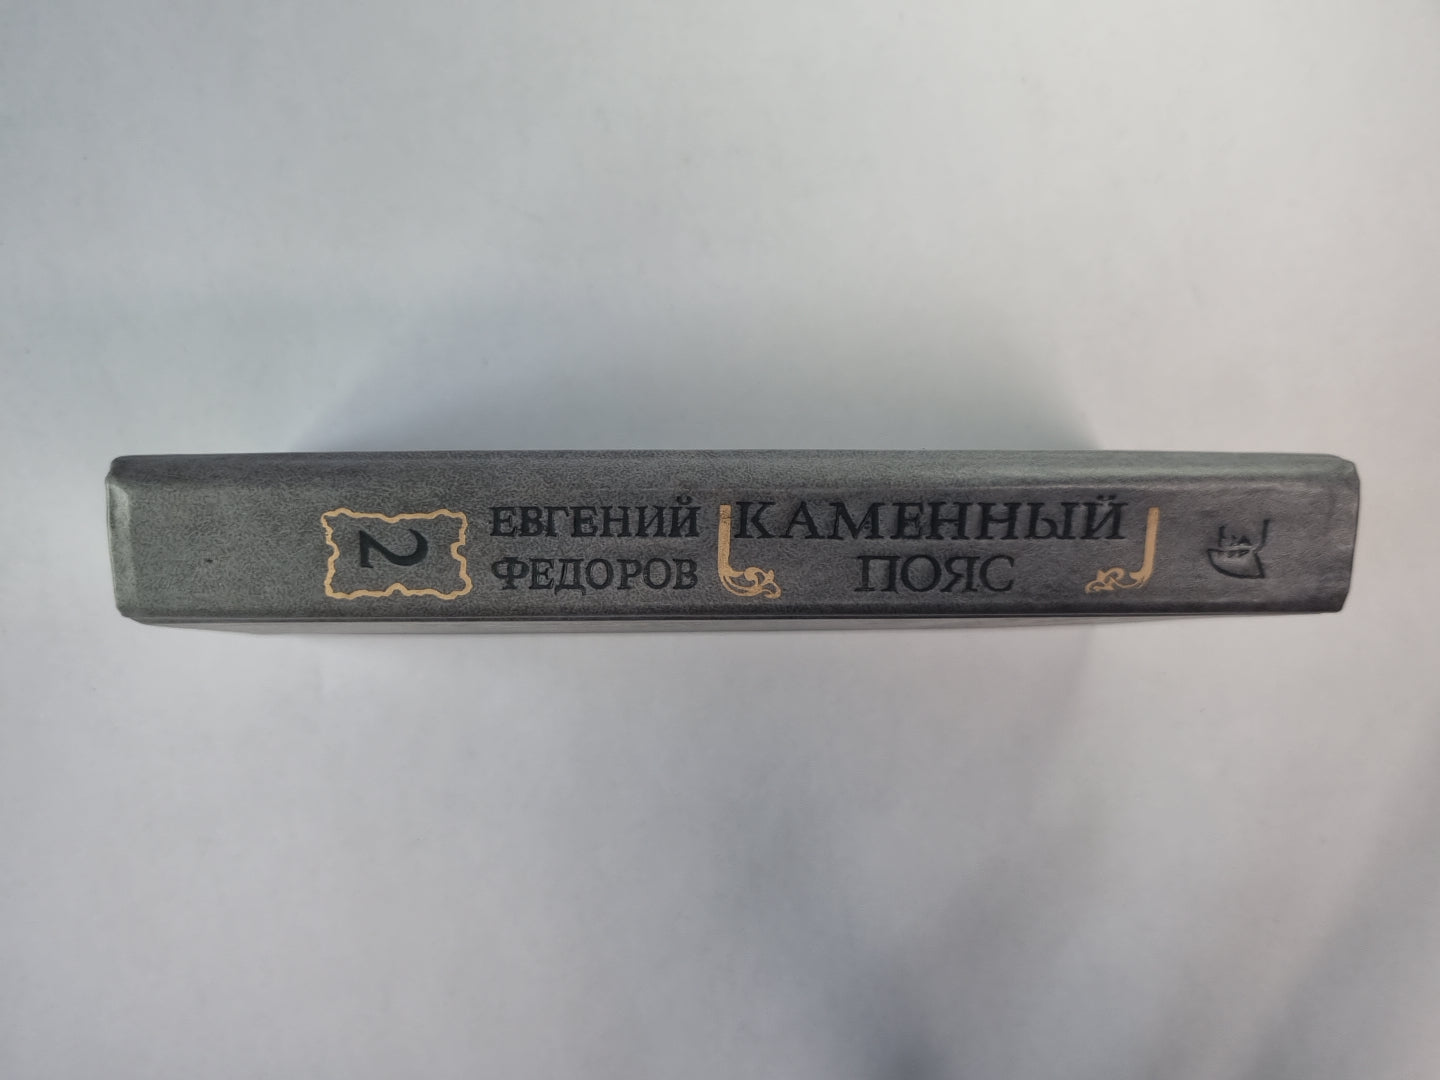 2
ЕВГЕНИЙ
ФЕДОРОВ
КАМЕННЫЙ
ПОЯС